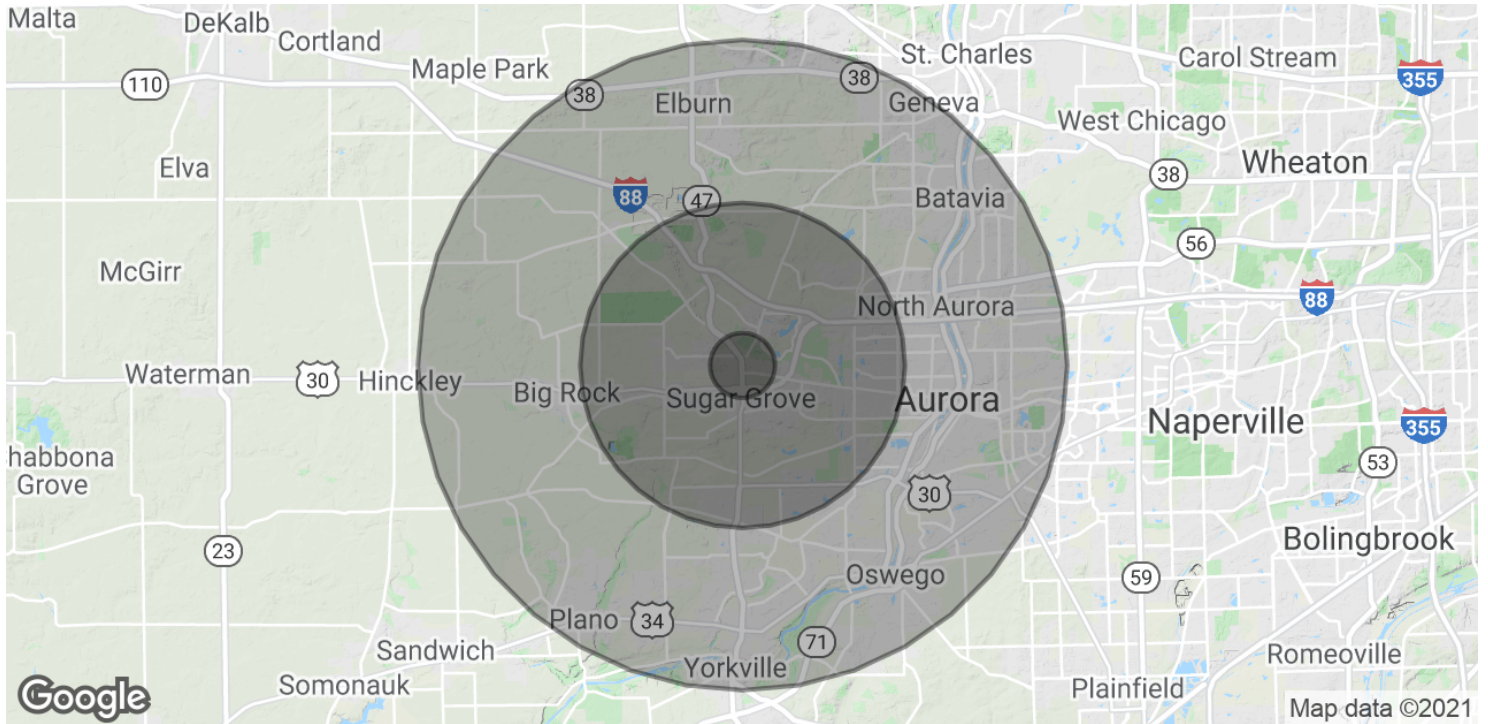 Malta
DeKalb
Cortland
Maple Park
St. Charles
Carol Stream
110
38
38
355
Elburn
Geneva
West Chicago
Elva
Wheaton
38
88
47
Batavia
56
McGirr
North Aurora
88
Waterman
30
Hinckley
Big Rock
Sugar Grove
Aurora
Naperville
355
habbona
Grove
53
30
23
Bolingbrook
Oswego
59
Plano
34
71
Sandwich
Yorkville
Romeoville
Somonauk
Plainfield
Google
Map data ©2021